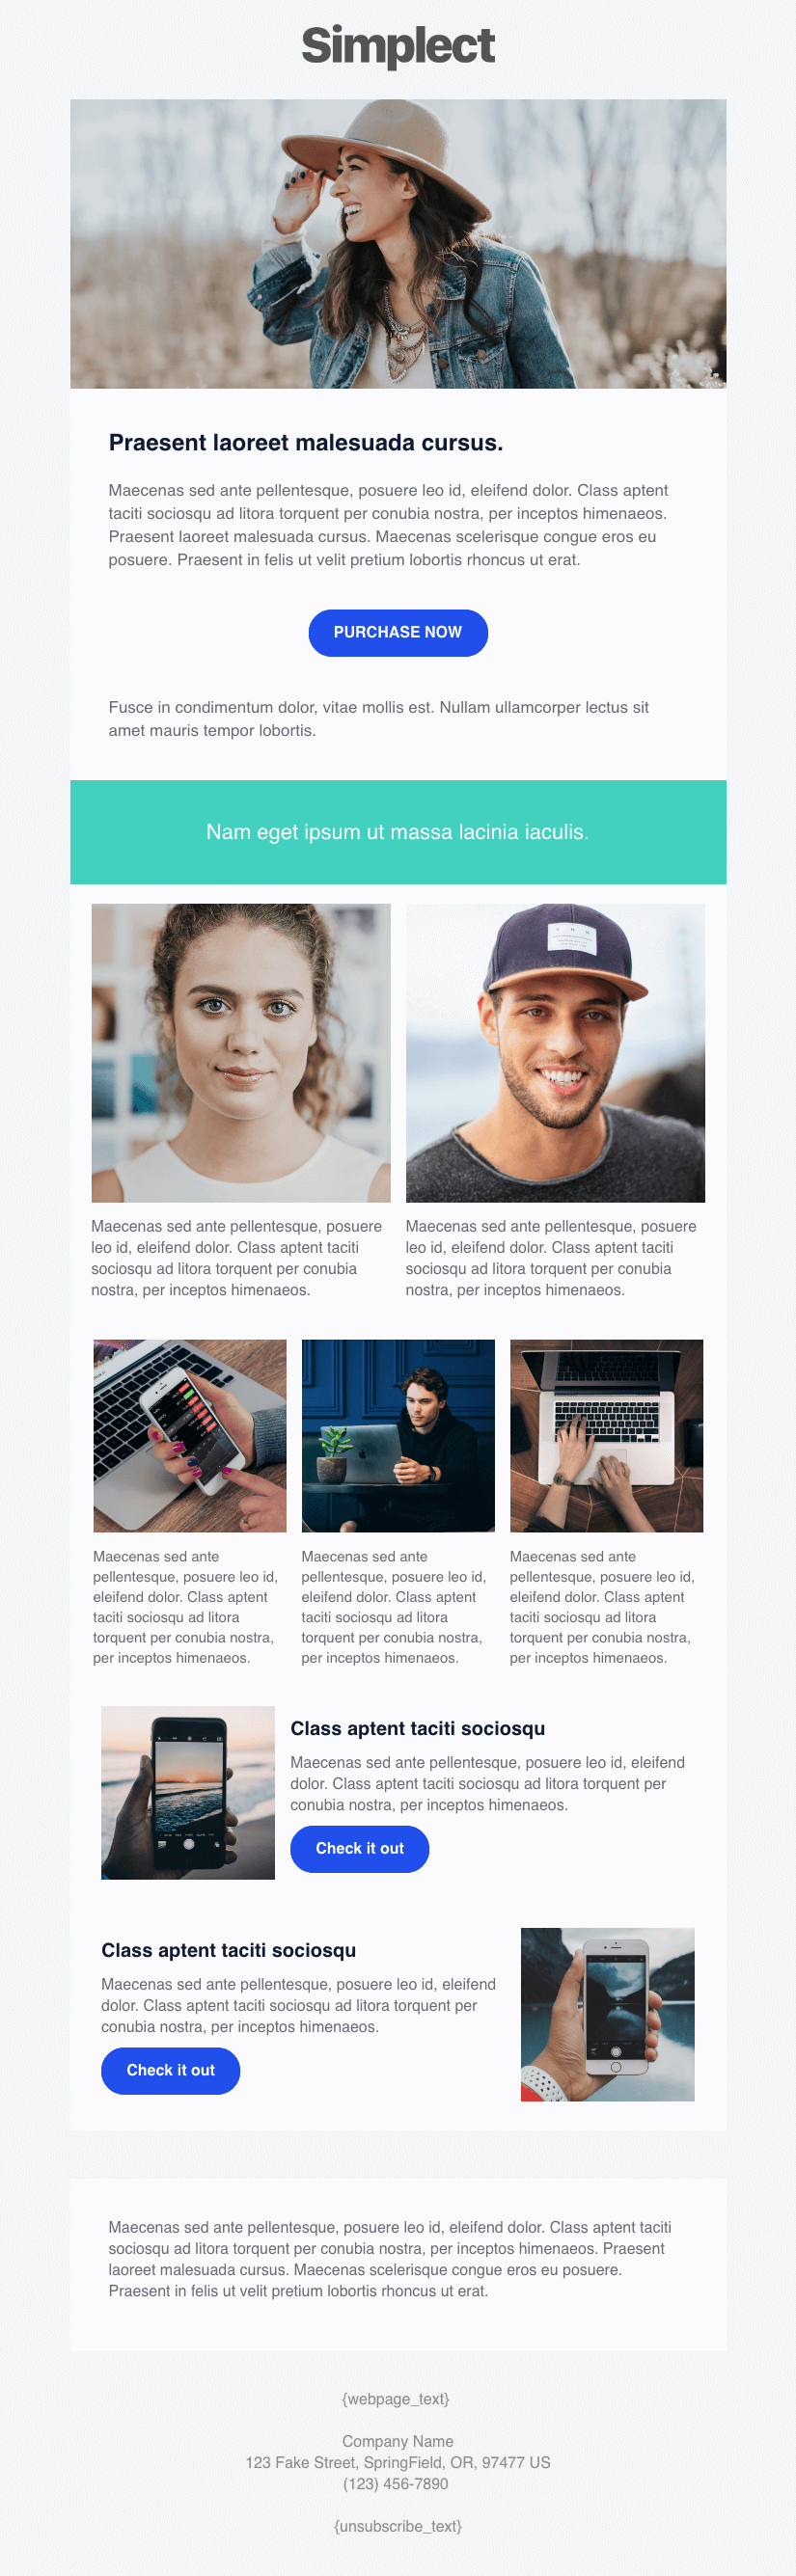 Simplect
Praesent laoreet malesuada cursus.
Maecenas sed ante pellentesque, posuere leo id, eleifend dolor. Class aptent
taciti sociosqu ad litora torquent per conubia nostra, per inceptos himenaeos.
Praesent laoreet malesuada cursus. Maecenas scelerisque congue eros eu
posuere. Praesent in felis ut velit pretium lobortis rhoncus ut erat.
PURCHASE NOW
Fusce in condimentum dolor, vitae mollis est. Nullam ullamcorper lectus sit
amet mauris tempor lobortis.
Nam eget ipsum ut massa lacinia iaculis.
Maecenas sed ante pellentesque, posuere
leo id, eleifend dolor. Class aptent taciti
sociosqu ad litora torquent per conubia
nostra, per inceptos himenaeos.
Maecenas sed ante pellentesque, posuere
leo id, eleifend dolor. Class aptent taciti
sociosqu ad litora torquent per conubia
nostra, per inceptos himenaeos.
Maecenas sed ante
pellentesque, posuere leo id,
eleifend dolor. Class aptent
taciti sociosqu ad litora
torquent per conubia nostra,
per inceptos himenaeos.
Maecenas sed ante
pellentesque, posuere leo id,
eleifend dolor. Class aptent
taciti sociosqu ad litora
torquent per conubia nostra,
per inceptos himenaeos.
Maecenas sed ante
pellentesque, posuere leo id,
eleifend dolor. Class aptent
taciti sociosqu ad litora
torquent per conubia nostra,
per inceptos himenaeos.
Class aptent taciti sociosqu
Maecenas sed ante pellentesque, posuere leo id, eleifend
dolor. Class aptent taciti sociosqu ad litora torquent per
conubia nostra, per inceptos himenaeos.
Check it out
Class aptent taciti sociosqu
Maecenas sed ante pellentesque, posuere leo id, eleifend
dolor. Class aptent taciti sociosqu ad litora torquent per
conubia nostra, per inceptos himenaeos.
Check it out
Maecenas sed ante pellentesque, posuere leo id, eleifend dolor. Class aptent taciti
sociosqu ad litora torquent per conubia nostra, per inceptos himenaeos. Praesent
laoreet malesuada cursus. Maecenas scelerisque congue eros eu posuere.
Praesent in felis ut velit pretium lobortis rhoncus ut erat.
{webpage_text}
Company Name
123 Fake Street, SpringField, OR, 97477 US
(123) 456-7890
{unsubscribe_text}